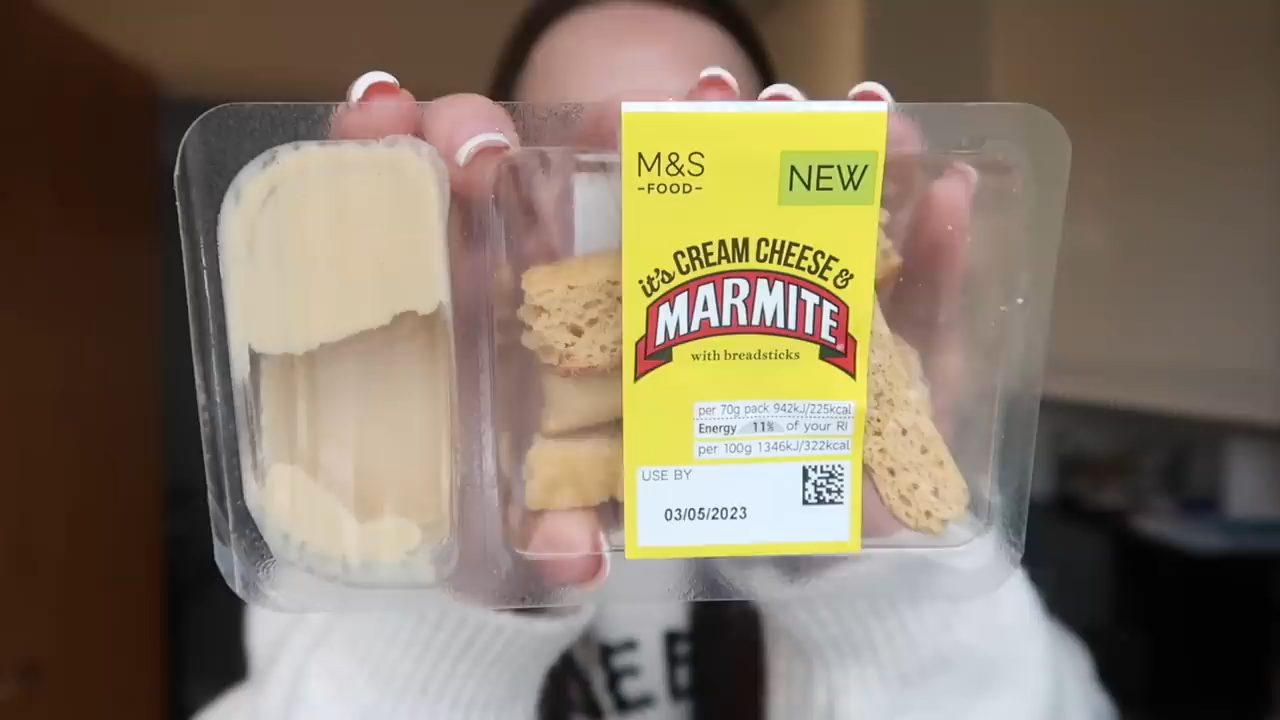 M&S
-FOOD-
NEW
it's CREAM CHEESE &
MARMITE
with breadsticks
per 70g pack 942kJ/225kcal
Energy 11% of your RI
per 100g 1346kJ/322kcal
USE BY
03/05/2023